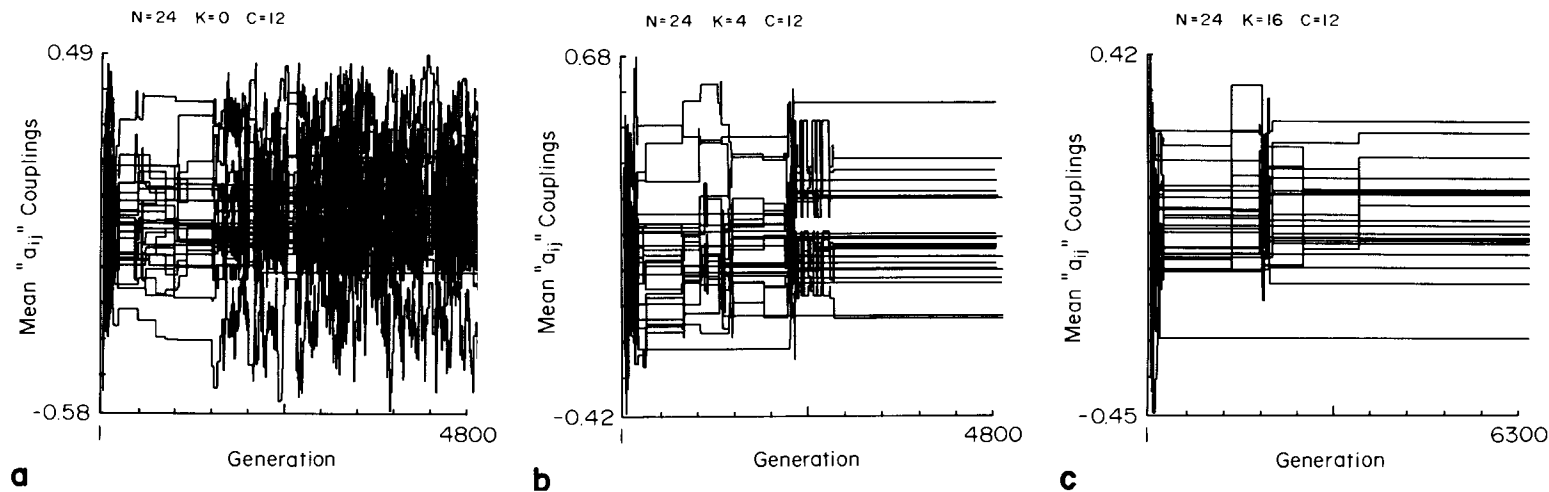 N=24 K=0 C=12
0.49
Mean "aij" Couplings
-0.58
1
4800
Generation
a
N=24 K=4 C=12
0.68
Mean "aij" Couplings
-0.42
1
4800
Generation
b
N=24 K=16 C=12
0.42
Mean "aij" Couplings
-0.45
1
6300
Generation
c